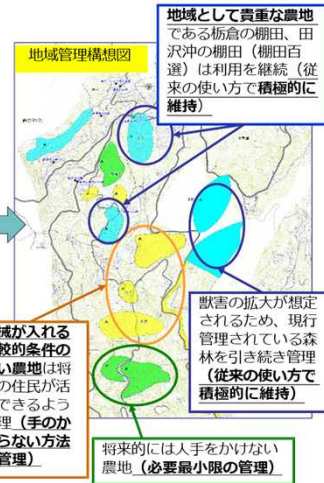 地域として貴重な農地
である栃倉の棚田、田
沢沖の棚田（棚田百
選）は利用を継続（従
来の使い方で積極的に
維持）
地域管理構想図
獣害の拡大が想定
されるため、現行
管理されている森
林を引き続き管理
（従来の使い方で
積極的に維持）
械が入れる
較的条件の
い農地は将
の住民が活
できるよう
理（手のか
らない方法
管理）
将来的には人手をかけない
農地（必要最小限の管理）